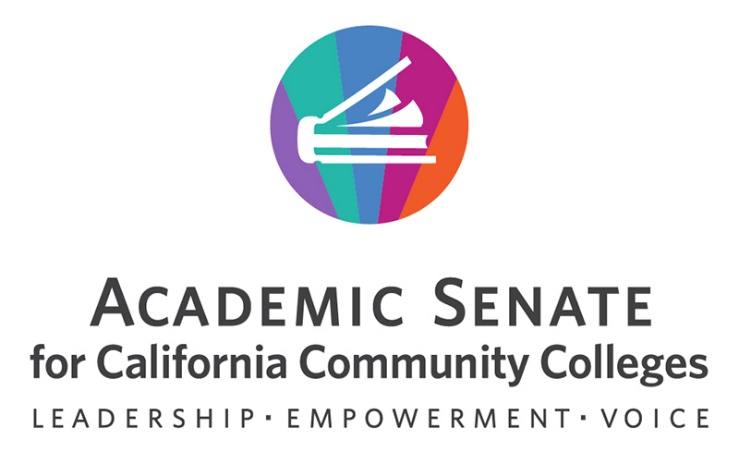 ACADEMIC SENATE
for California Community Colleges
LEADERSHIP · EMPOWERMENT · VOICE